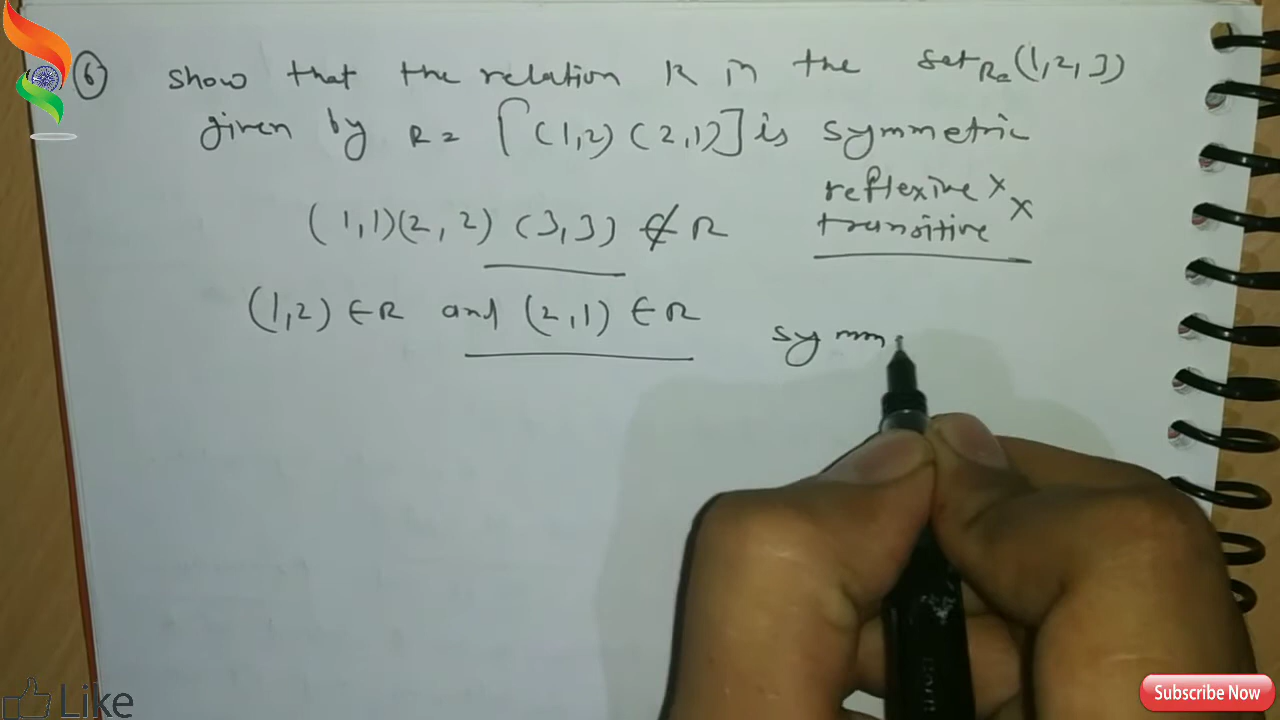 ⑥ show that the relation R in the set R= (1,2,3)
given by R= [(1,2) (2,1)] is symmetric
reflexive x
(1,1)(2,2) (3,3) ∉ R transitive x
(1,2) ∈ R and (2,1) ∈ R
symm
Like
Subscribe Now